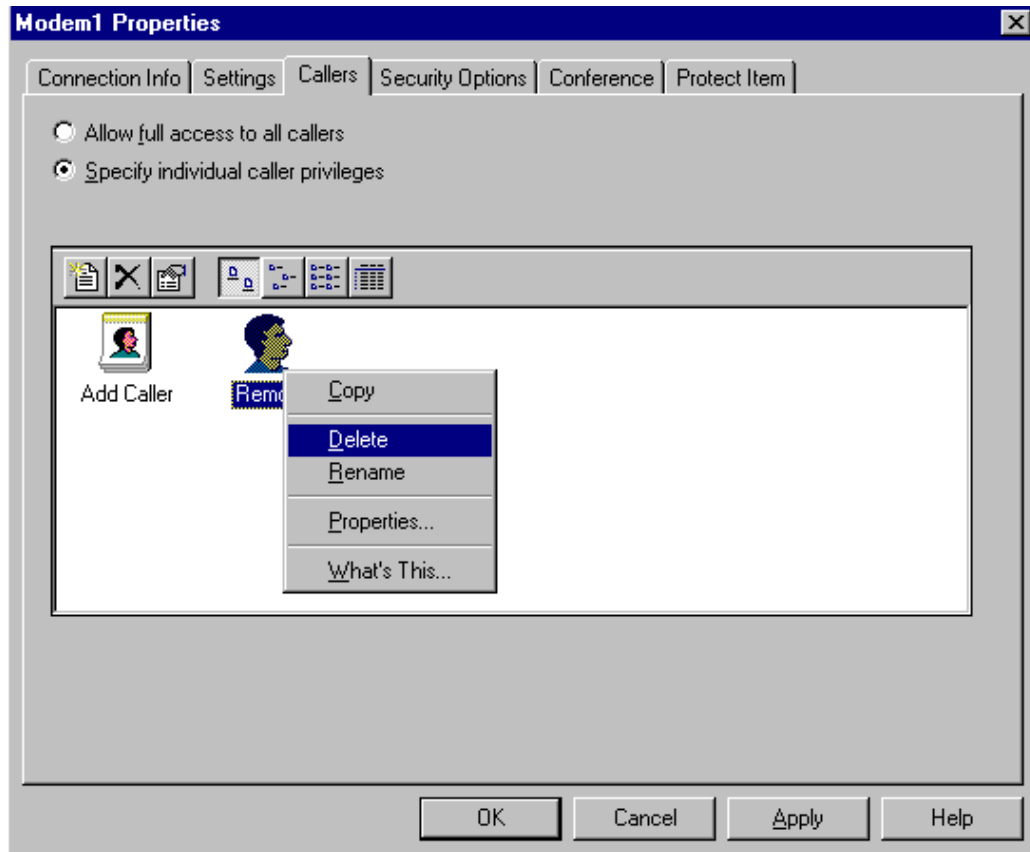 Modem1 Properties
Connection Info Settings Callers Security Options Conference Protect Item
Allow full access to all callers
Specify individual caller privileges
Add Caller
Copy
Delete
Rename
Properties...
What's This...
OK Cancel Apply Help